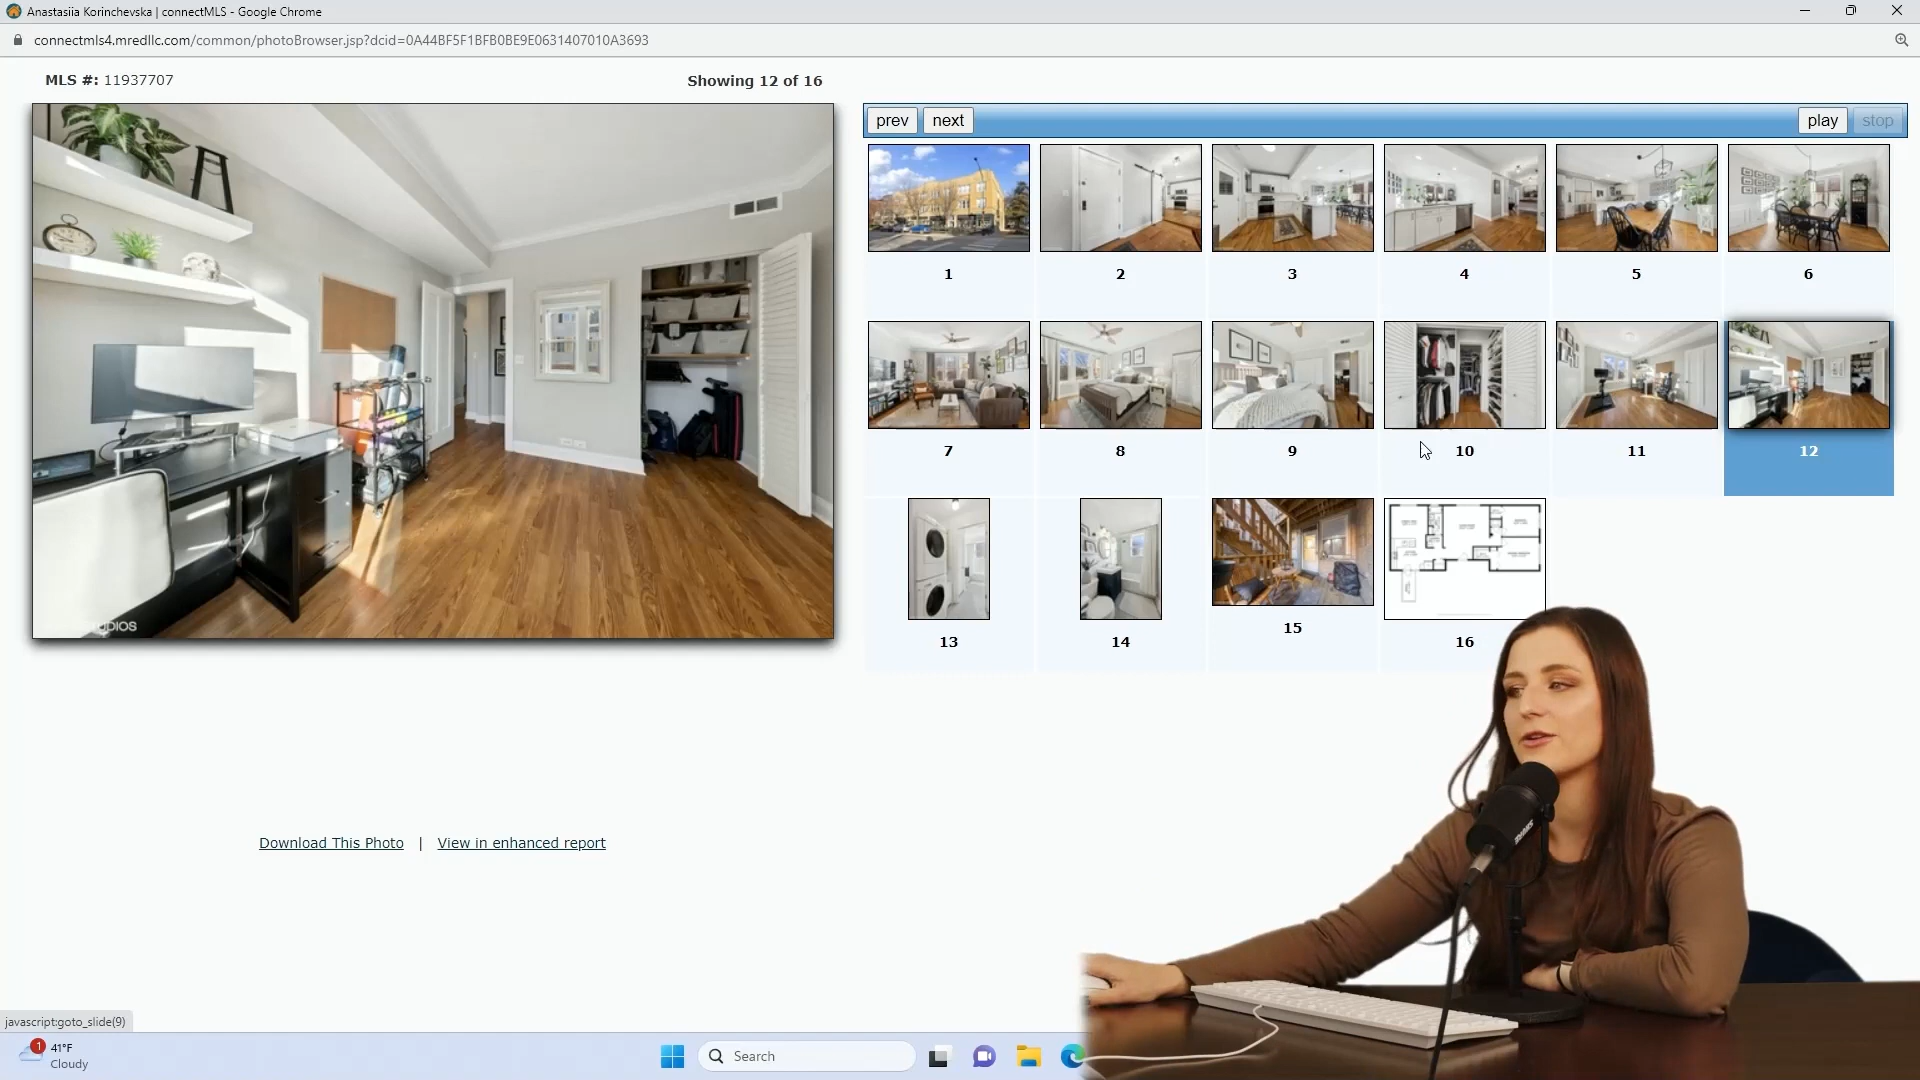 Anastasiia Korinchevska | connectMLS - Google Chrome
connectmls4.mredllc.com/common/photoBrowser.jsp?dcid=0A44BF5F1BFB0BE9E0631407010A3693
MLS #: 11937707
Showing 12 of 16
prev
next
play
stop
1
2
3
4
5
6
7
8
9
10
11
12
13
14
15
16
Download This Photo | View in enhanced report
javascript:goto_slide(9)
1
41°F
Cloudy
Search